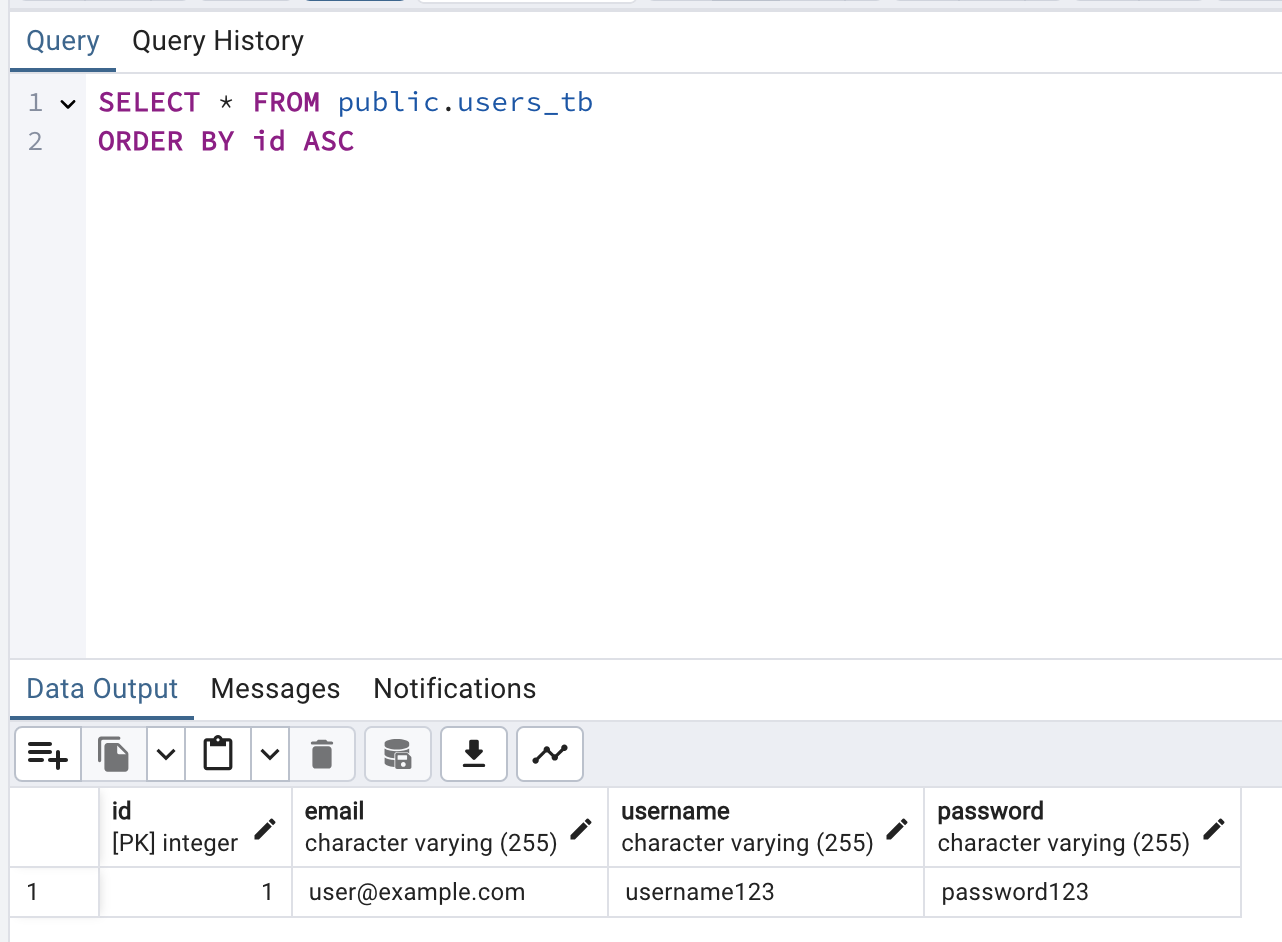 Query Query History
1 SELECT * FROM public.users_tb
2 ORDER BY id ASC
Data Output Messages Notifications
id email username password
[PK] integer character varying (255) character varying (255) character varying (255)
1 1 user@example.com username123 password123